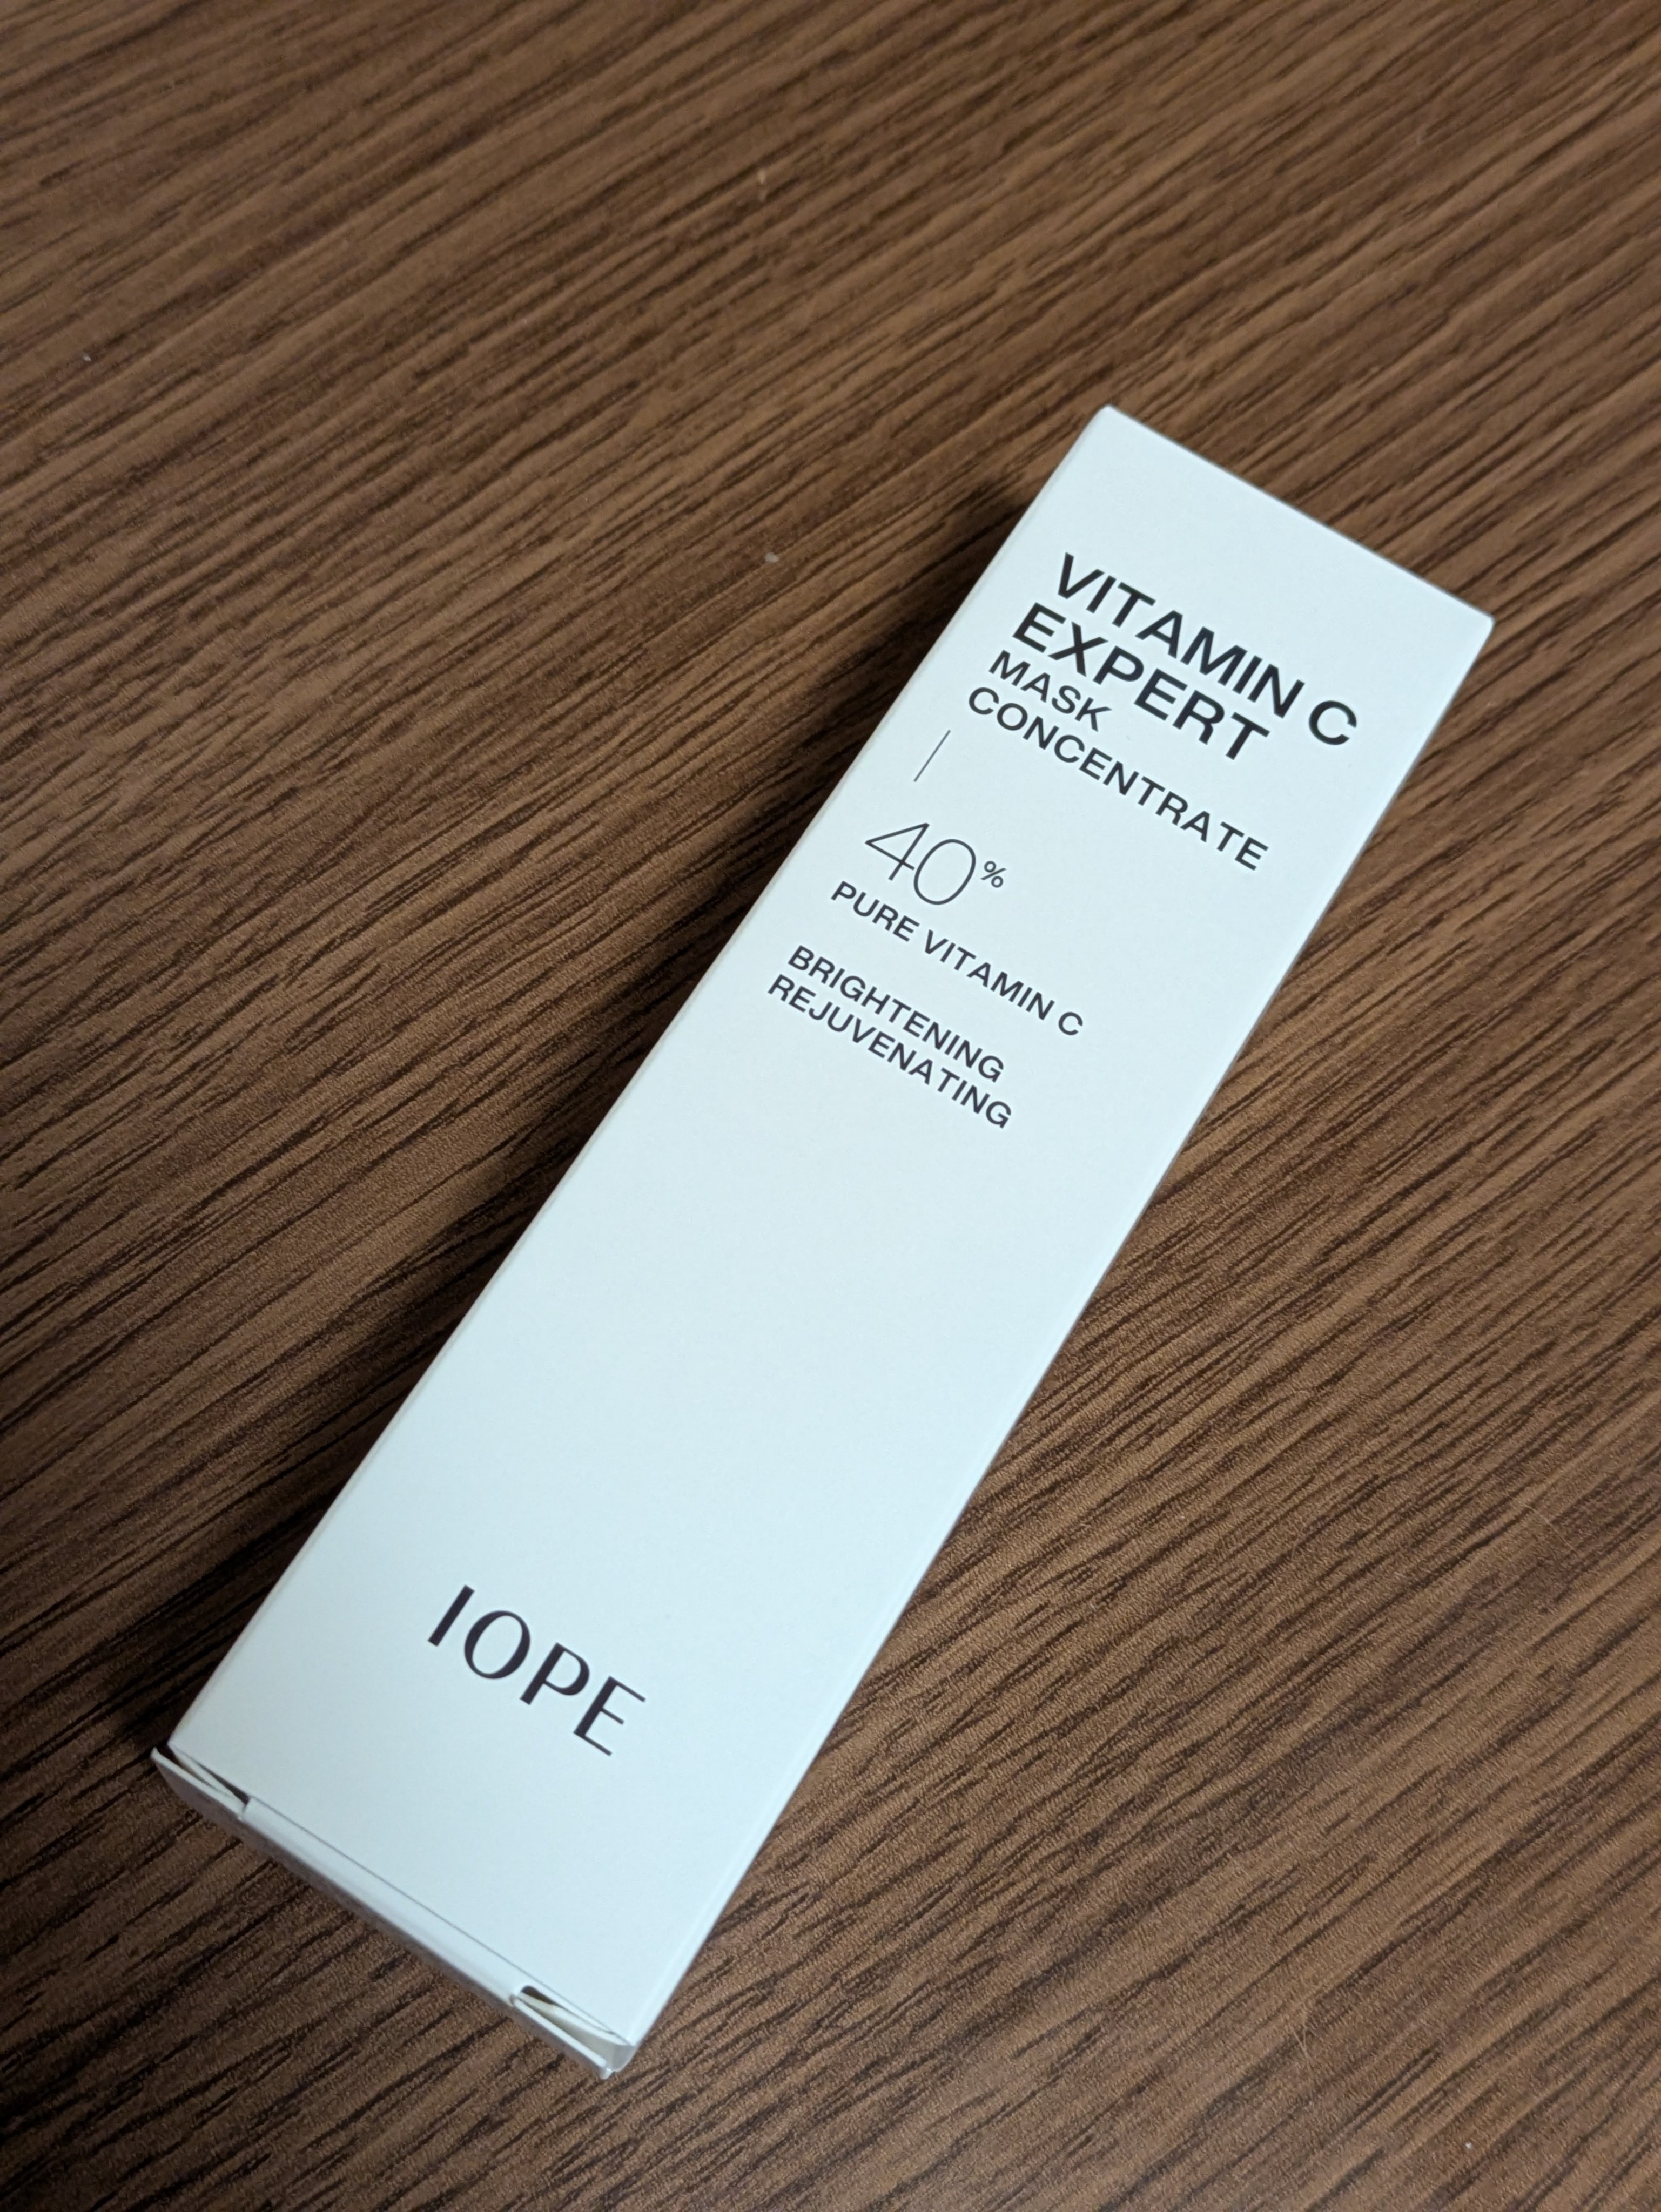 VITAMIN C
EXPERT
MASK
CONCENTRATE
40%
PURE VITAMIN C
BRIGHTENING
REJUVENATING
IOPE